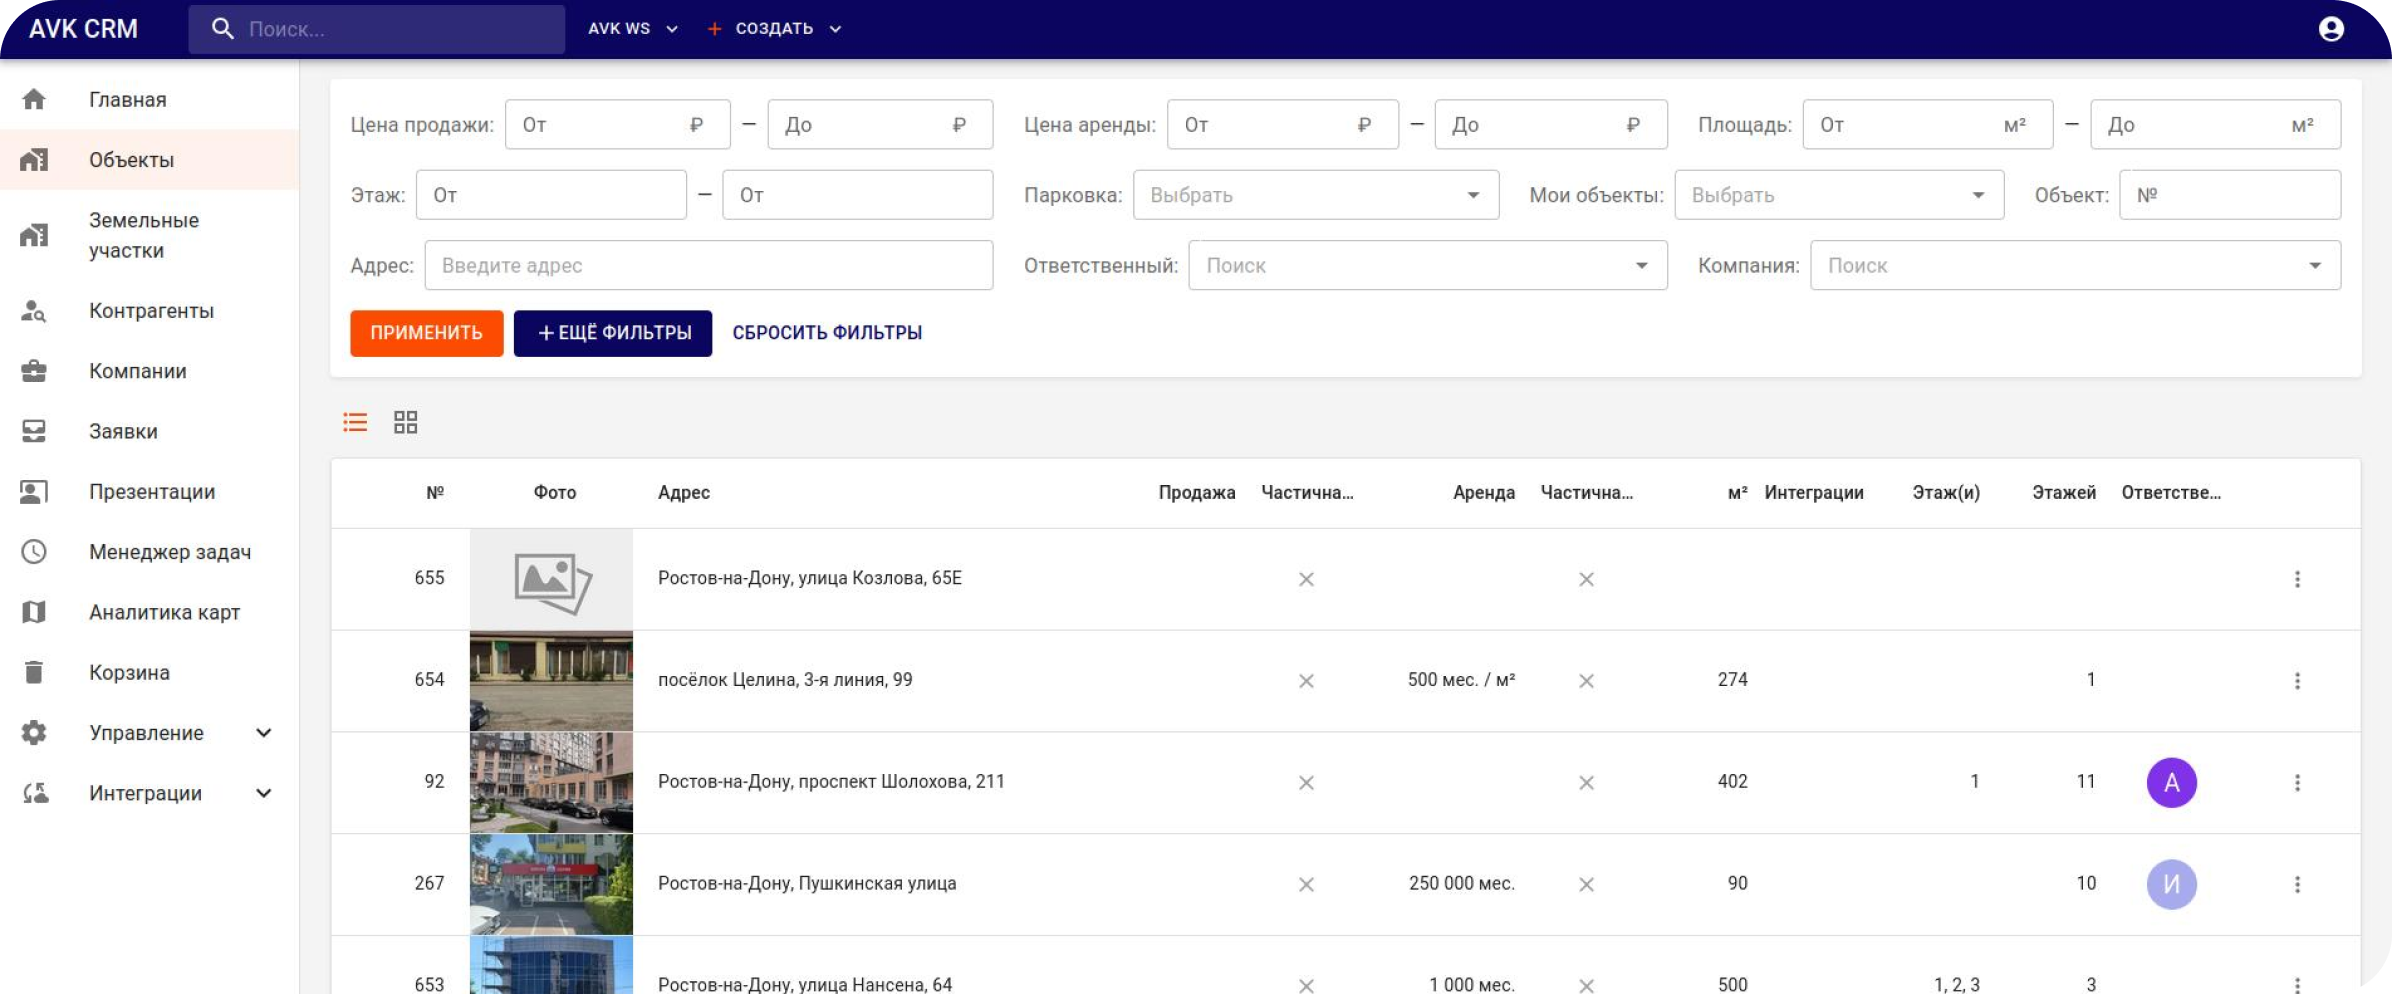 AVK CRM
Поиск...
AVK WS
СОЗДАТЬ
Главная
Объекты
Земельные
участки
Контрагенты
Компании
Заявки
Презентации
Менеджер задач
Аналитика карт
Корзина
Управление
Интеграции
Цена продажи: От ₽ – До ₽ Цена аренды: От ₽ – До ₽ Площадь: От м² – До м²
Этаж: От – От Парковка: Выбрать Мои объекты: Выбрать Объект: №
Адрес: Введите адрес Ответственный: Поиск Компания: Поиск
ПРИМЕНИТЬ + ЕЩЁ ФИЛЬТРЫ СБРОСИТЬ ФИЛЬТРЫ
№ Фото Адрес Продажа Частична... Аренда Частична... м² Интеграции Этаж(и) Этажей Ответстве...
655 Ростов-на-Дону, улица Козлова, 65Е
654 посёлок Целина, 3-я линия, 99 500 мес. / м² 274 1
92 Ростов-на-Дону, проспект Шолохова, 211 402 1 11 А
267 Ростов-на-Дону, Пушкинская улица 250 000 мес. 90 10 И
653 Ростов-на-Дону, улица Нансена, 64 1 000 мес. 500 1, 2, 3 3